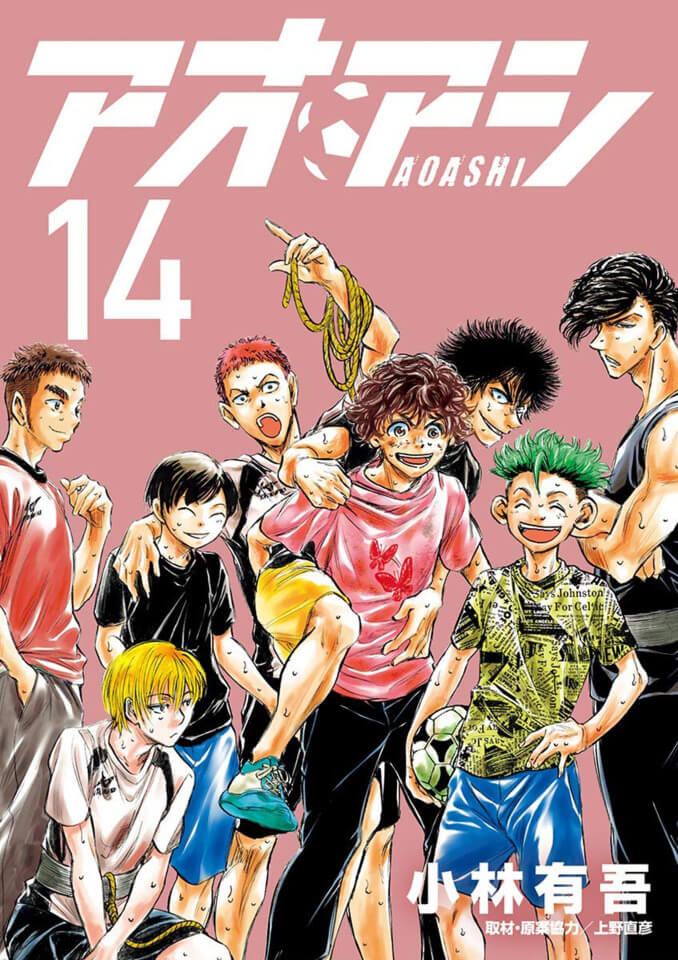 アオアシ
AOASHI
14
Says Johnston
ay For Celtic
小林有吾
取材・原案協力／上野直彦